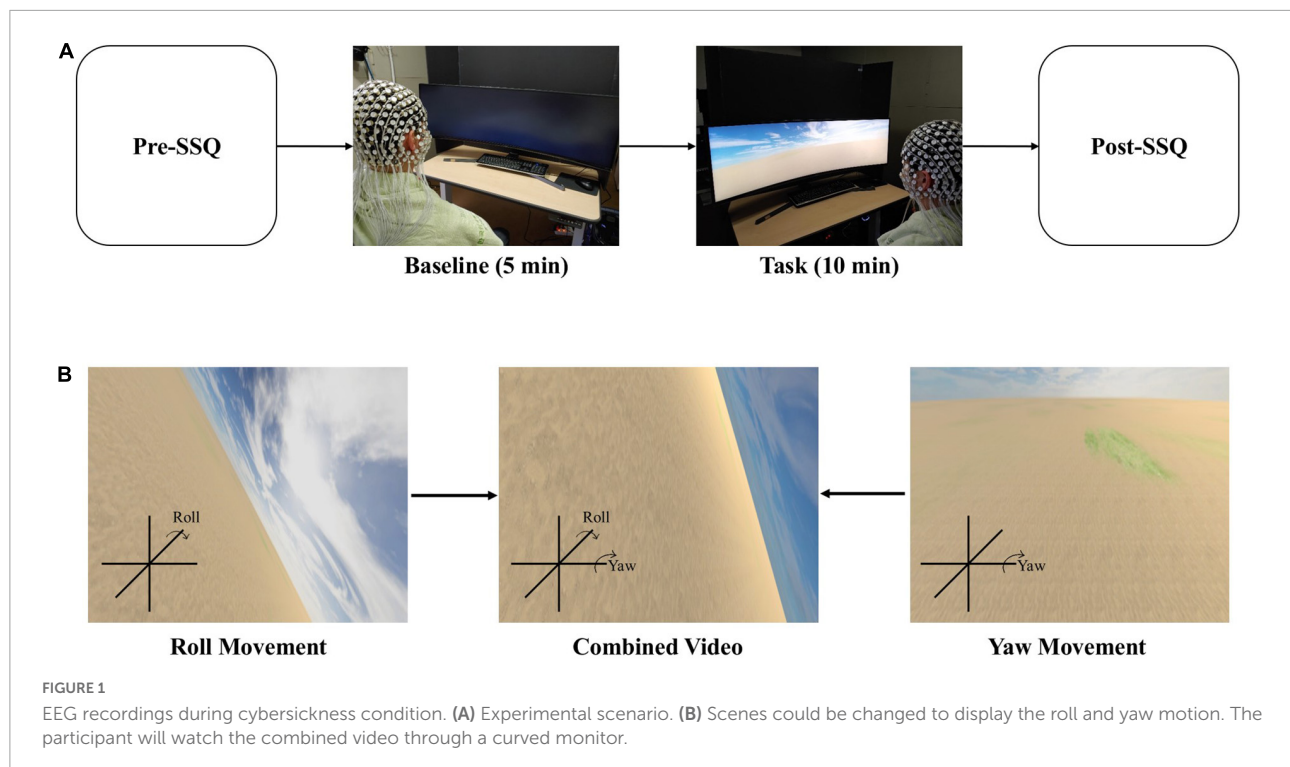 A
Pre-SSQ
Post-SSQ
Baseline (5 min)
Task (10 min)
B
Roll
Roll
Yaw
Yaw
Roll Movement
Combined Video
Yaw Movement
FIGURE 1
EEG recordings during cybersickness condition. (A) Experimental scenario. (B) Scenes could be changed to display the roll and yaw motion. The
participant will watch the combined video through a curved monitor.